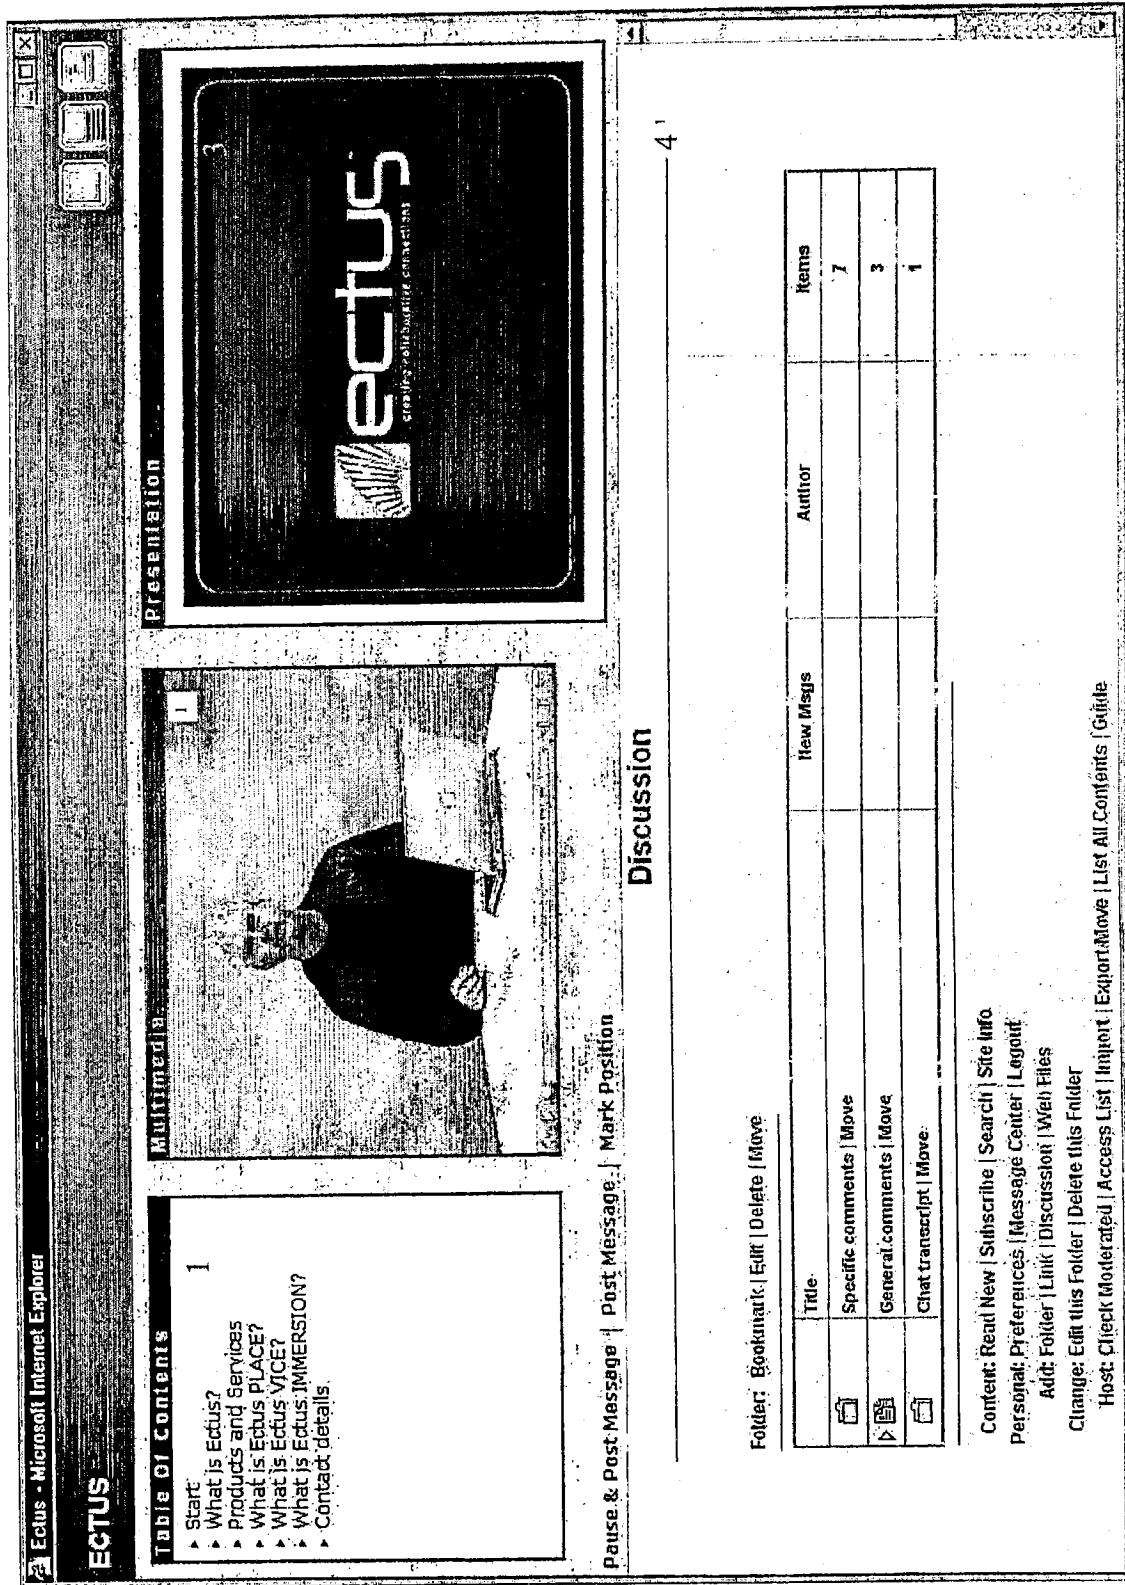 Ectus - Microsoft Internet Explorer
ECTUS
Table Of Contents
Start
1
What is Ectus?
Products and Services
What is Ectus PLACE?
What is Ectus VICE?
What is Ectus IMMERSION?
Contact details
Multimedia
1
Presentation
3
ectus
creating collaborative connections
Pause & Post Message | Post Message | Mark Position
Discussion
4
Folder: Bookmark | Edit | Delete | Move
Title New Msgs Author Items
Specific comments | Move 7
General comments | Move 3
Chat transcript | Move 1
Content: Read New | Subscribe | Search | Site Info
Personal: Preferences | Message Center | Logout
Add: Folder | Link | Discussion | Web Files
Change: Edit this Folder | Delete this Folder
Host: Check Moderated | Access List | Import | Export Move | List All Contents | Guide